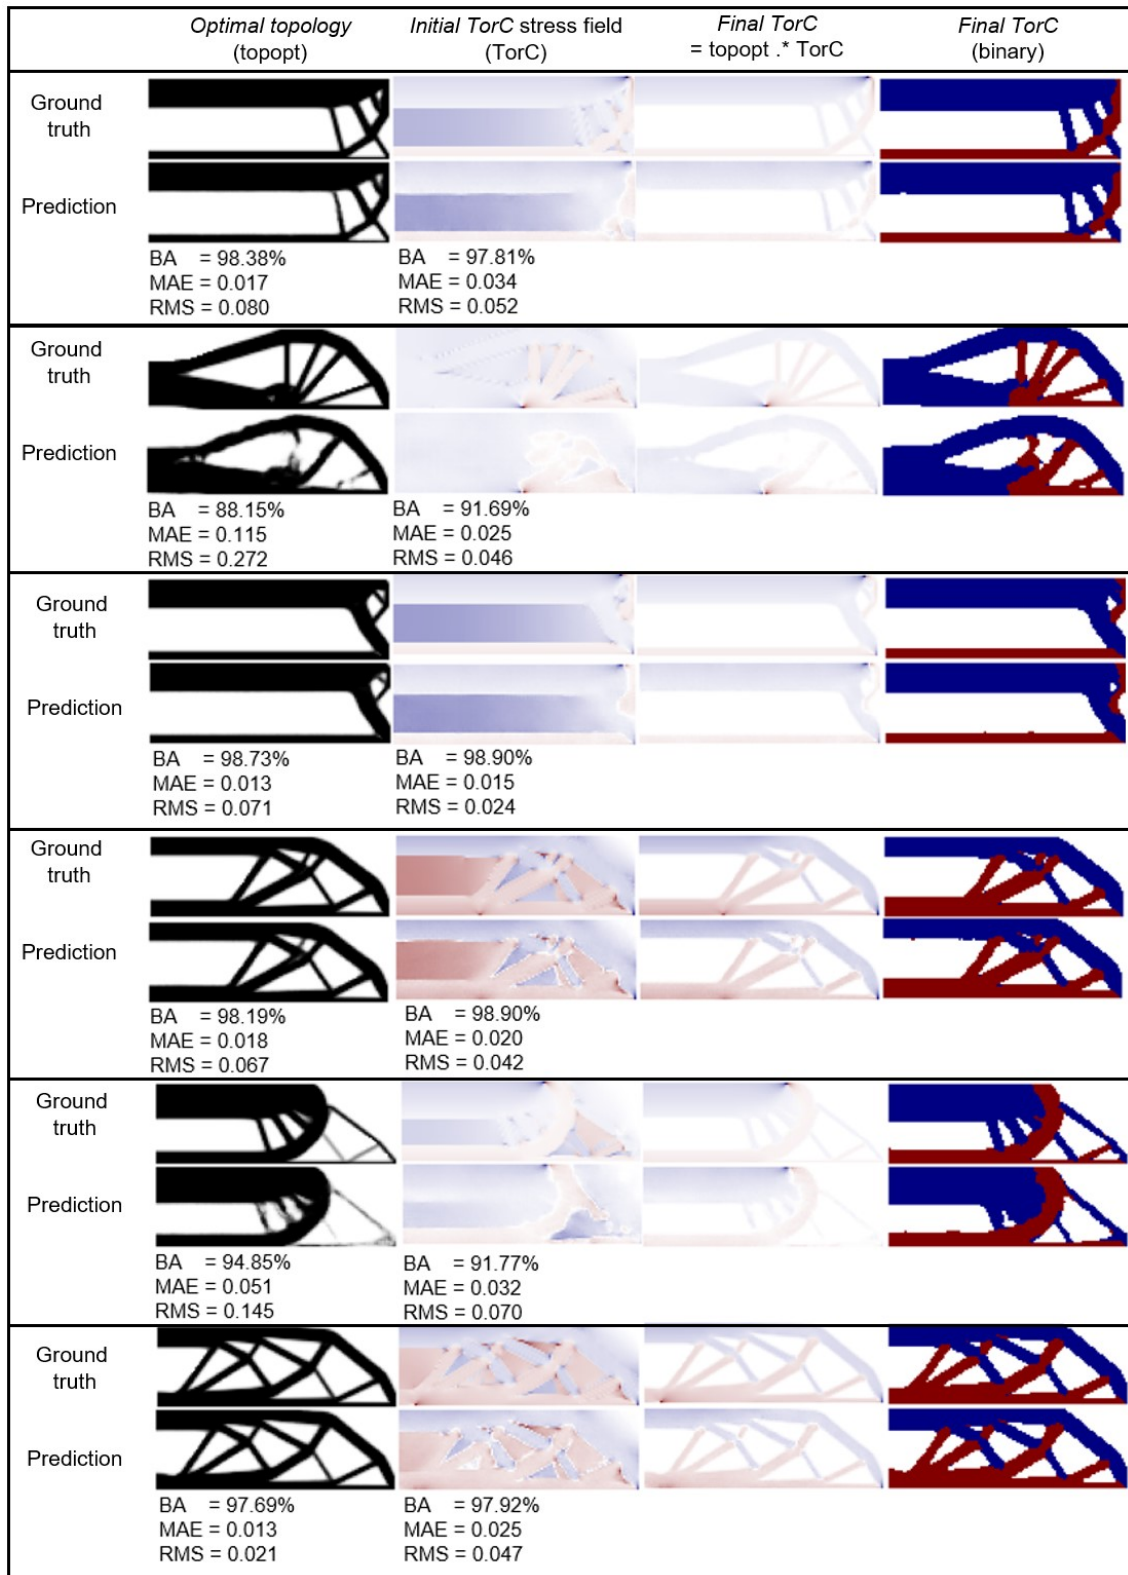 Optimal topology
(topopt)
Initial TorC stress field
(TorC)
Final TorC
= topopt .* TorC
Final TorC
(binary)
Ground
truth
Prediction
BA = 98.38%
MAE = 0.017
RMS = 0.080
BA = 97.81%
MAE = 0.034
RMS = 0.052
Ground
truth
Prediction
BA = 88.15%
MAE = 0.115
RMS = 0.272
BA = 91.69%
MAE = 0.025
RMS = 0.046
Ground
truth
Prediction
BA = 98.73%
MAE = 0.013
RMS = 0.071
BA = 98.90%
MAE = 0.015
RMS = 0.024
Ground
truth
Prediction
BA = 98.19%
MAE = 0.018
RMS = 0.067
BA = 98.90%
MAE = 0.020
RMS = 0.042
Ground
truth
Prediction
BA = 94.85%
MAE = 0.051
RMS = 0.145
BA = 91.77%
MAE = 0.032
RMS = 0.070
Ground
truth
Prediction
BA = 97.69%
MAE = 0.013
RMS = 0.021
BA = 97.92%
MAE = 0.025
RMS = 0.047